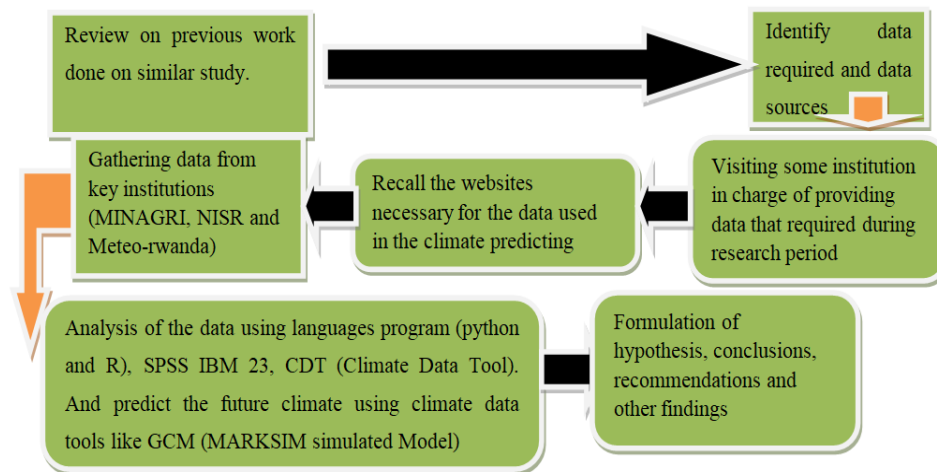 Review on previous work
done on similar study.
Identify data
required and data
sources
Visiting some institution
in charge of providing
data that required during
research period
Recall the websites
necessary for the data used
in the climate predicting
Gathering data from
key institutions
(MINAGRI, NISR and
Meteo-rwanda)
Analysis of the data using languages program (python
and R), SPSS IBM 23, CDT (Climate Data Tool).
And predict the future climate using climate data
tools like GCM (MARKSIM simulated Model)
Formulation of
hypothesis, conclusions,
recommendations and
other findings